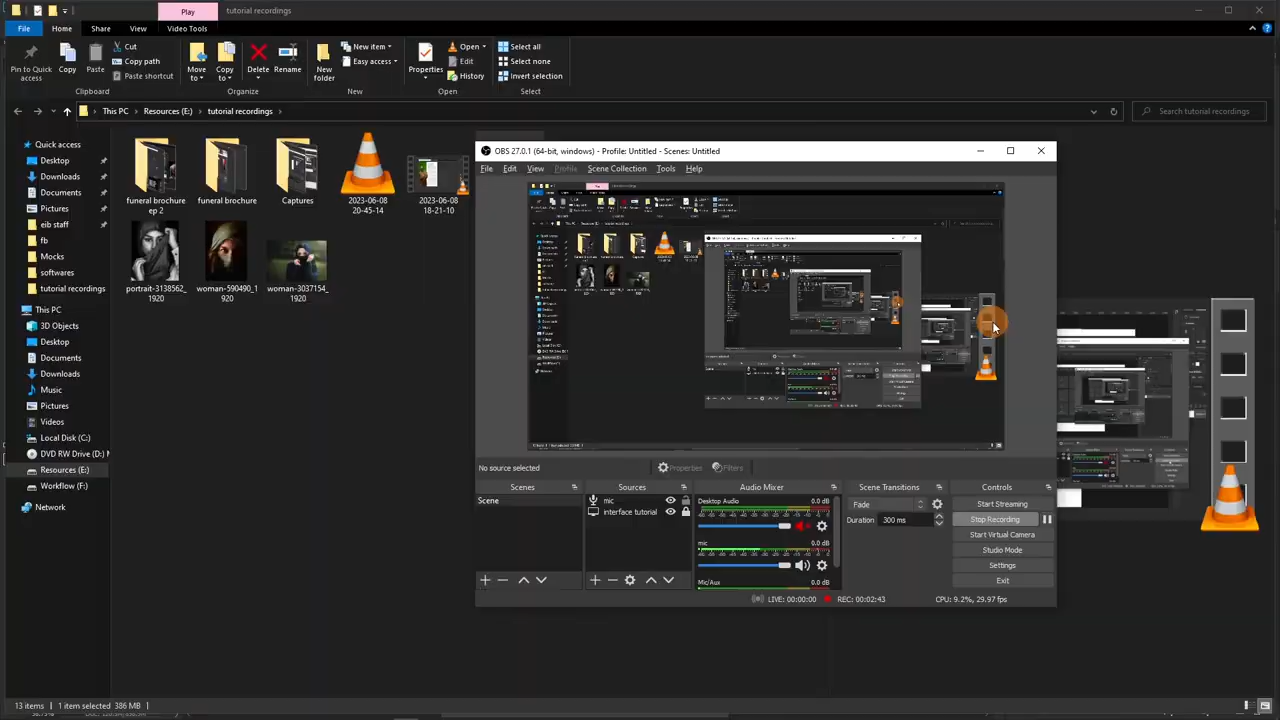 Play
tutorial recordings
File
Home
Share
View
Video Tools
Pin to Quick
access
Copy
Paste
Cut
Copy path
Paste shortcut
Clipboard
Move
to
Copy
to
Delete
Rename
Organize
New
folder
New item
Easy access
New
Properties
Open
Edit
History
Open
Select all
Select none
Invert selection
Select
This PC
Resources (E:)
tutorial recordings
Search tutorial recordings
Quick access
Desktop
Downloads
Documents
Pictures
eib staff
fb
Mocks
softwares
tutorial recordings
This PC
3D Objects
Desktop
Documents
Downloads
Music
Pictures
Videos
Local Disk (C:)
DVD RW Drive (D:) M
Resources (E:)
Workflow (F:)
Network
funeral brochure
ep 2
funeral brochure
Captures
2023-06-08
20-45-14
2023-06-08
18-21-10
portrait-3138562_
1920
woman-590490_1
920
woman-3037154_
1920
OBS 27.0.1 (64-bit, windows) - Profile: Untitled - Scenes: Untitled
File
Edit
View
Profile
Scene Collection
Tools
Help
No source selected
Properties
Filters
Scenes
Scene
Sources
mic
interface tutorial
Audio Mixer
Desktop Audio
0.0 dB
mic
0.0 dB
Mic/Aux
0.0 dB
Scene Transitions
Fade
Duration
300 ms
Controls
Start Streaming
Stop Recording
Start Virtual Camera
Studio Mode
Settings
Exit
LIVE: 00:00:00
REC: 00:02:43
CPU: 9.2%, 29.97 fps
13 items
1 item selected 386 MB